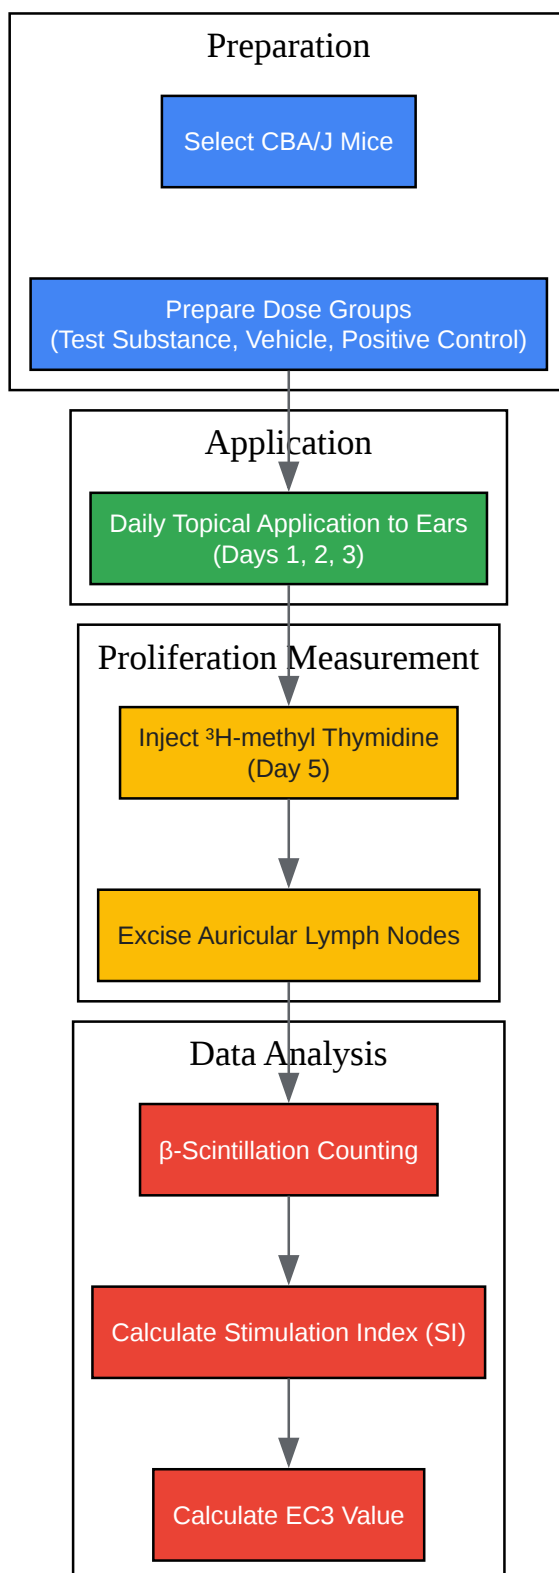 Preparation
Select CBA/J Mice
Prepare Dose Groups
(Test Substance, Vehicle, Positive Control)
Application
Daily Topical Application to Ears
(Days 1, 2, 3)
Proliferation Measurement
Inject ³H-methyl Thymidine
(Day 5)
Excise Auricular Lymph Nodes
Data Analysis
β-Scintillation Counting
Calculate Stimulation Index (SI)
Calculate EC3 Value